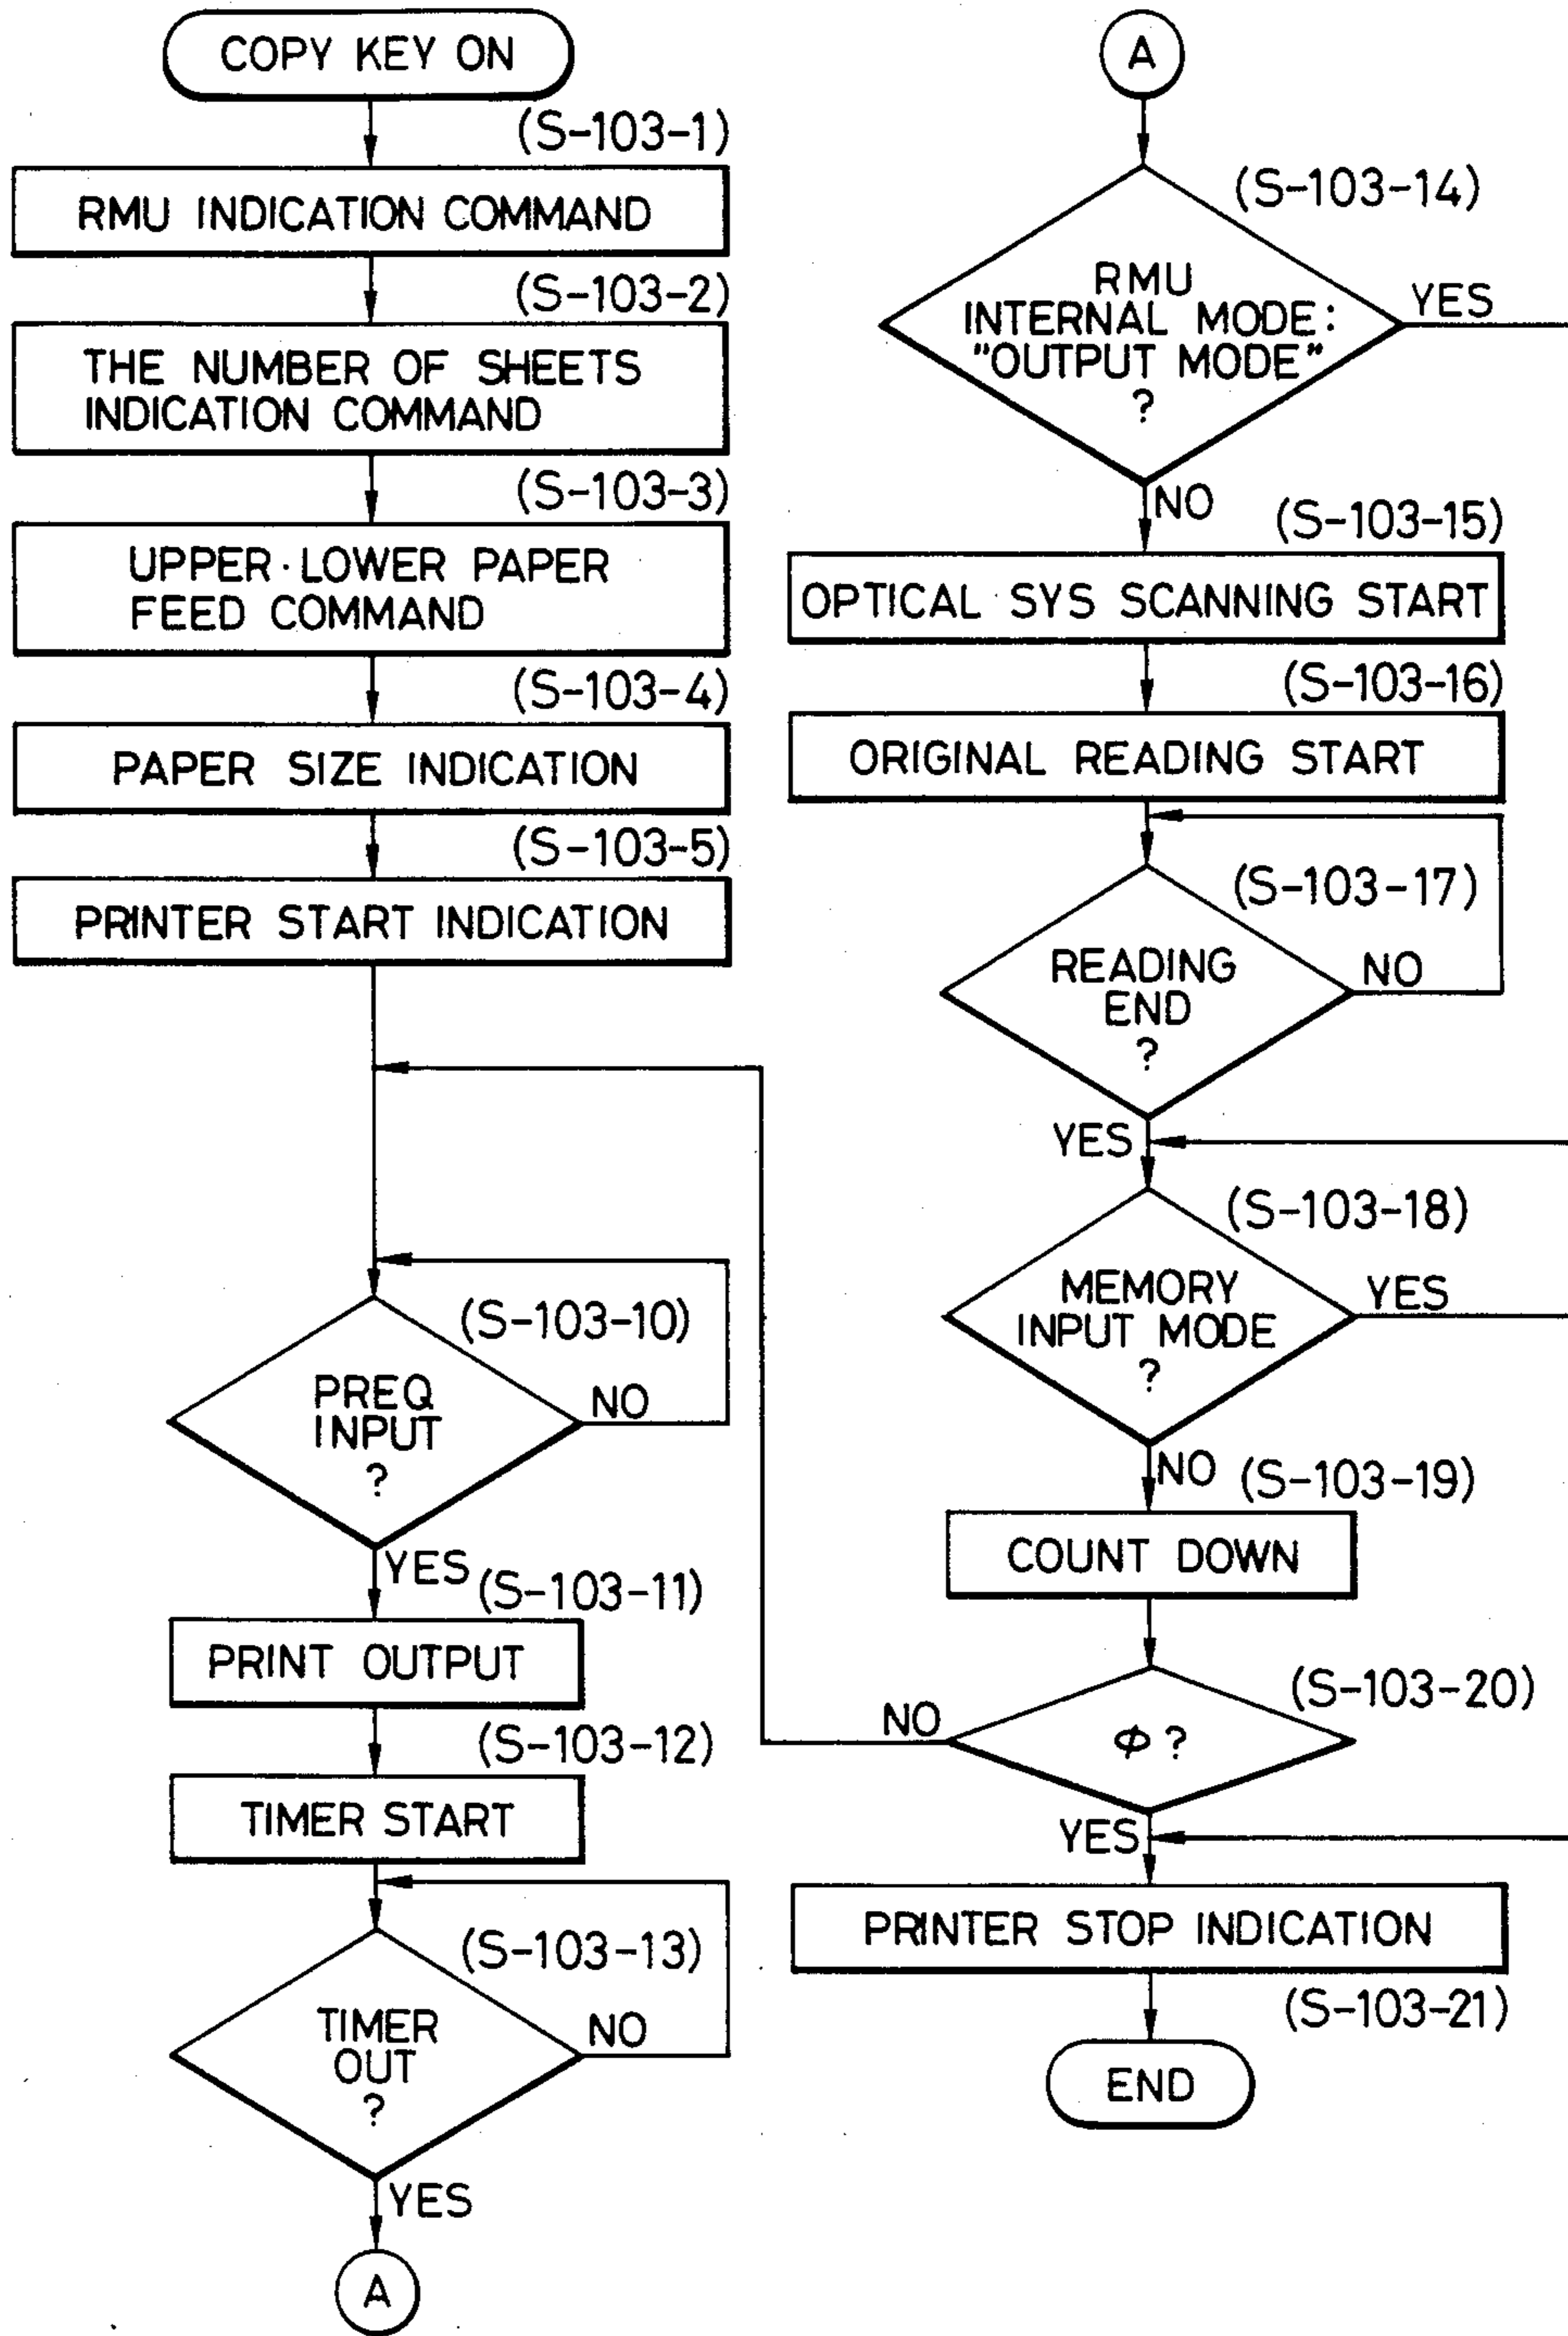 COPY KEY ON
(S-103-1)
RMU INDICATION COMMAND
(S-103-2)
THE NUMBER OF SHEETS
INDICATION COMMAND
(S-103-3)
UPPER·LOWER PAPER
FEED COMMAND
(S-103-4)
PAPER SIZE INDICATION
(S-103-5)
PRINTER START INDICATION
(S-103-10)
PREQ
INPUT
?
NO
YES
(S-103-11)
PRINT OUTPUT
(S-103-12)
TIMER START
(S-103-13)
TIMER
OUT
?
NO
YES
A
A
(S-103-14)
RMU
INTERNAL MODE:
"OUTPUT MODE"
?
YES
NO
(S-103-15)
OPTICAL SYS SCANNING START
(S-103-16)
ORIGINAL READING START
(S-103-17)
READING
END
?
NO
YES
(S-103-18)
MEMORY
INPUT MODE
?
YES
NO
(S-103-19)
COUNT DOWN
(S-103-20)
NO
φ?
YES
PRINTER STOP INDICATION
(S-103-21)
END